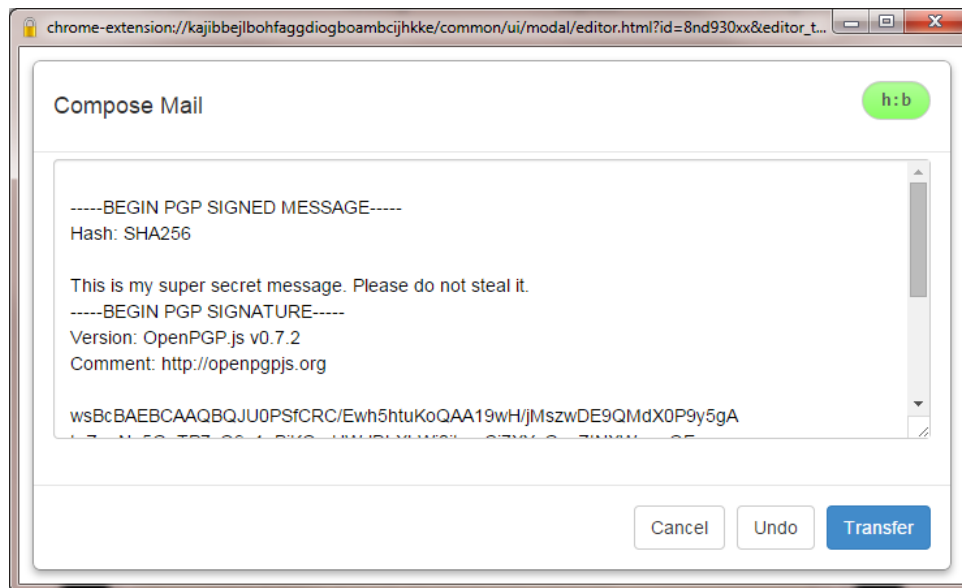 chrome-extension://kajibbejlbohfaggdiogboambcijhkke/common/ui/modal/editor.html?id=8nd930xx&editor_t...
Compose Mail
h:b
-----BEGIN PGP SIGNED MESSAGE-----
Hash: SHA256
This is my super secret message. Please do not steal it.
-----BEGIN PGP SIGNATURE-----
Version: OpenPGP.js v0.7.2
Comment: http://openpgpjs.org
wsBcBAEBCAAQBQJU0PSfCRC/Ewh5htuKoQAA19wH/jMszwDE9QMdX0P9y5gA
Cancel
Undo
Transfer